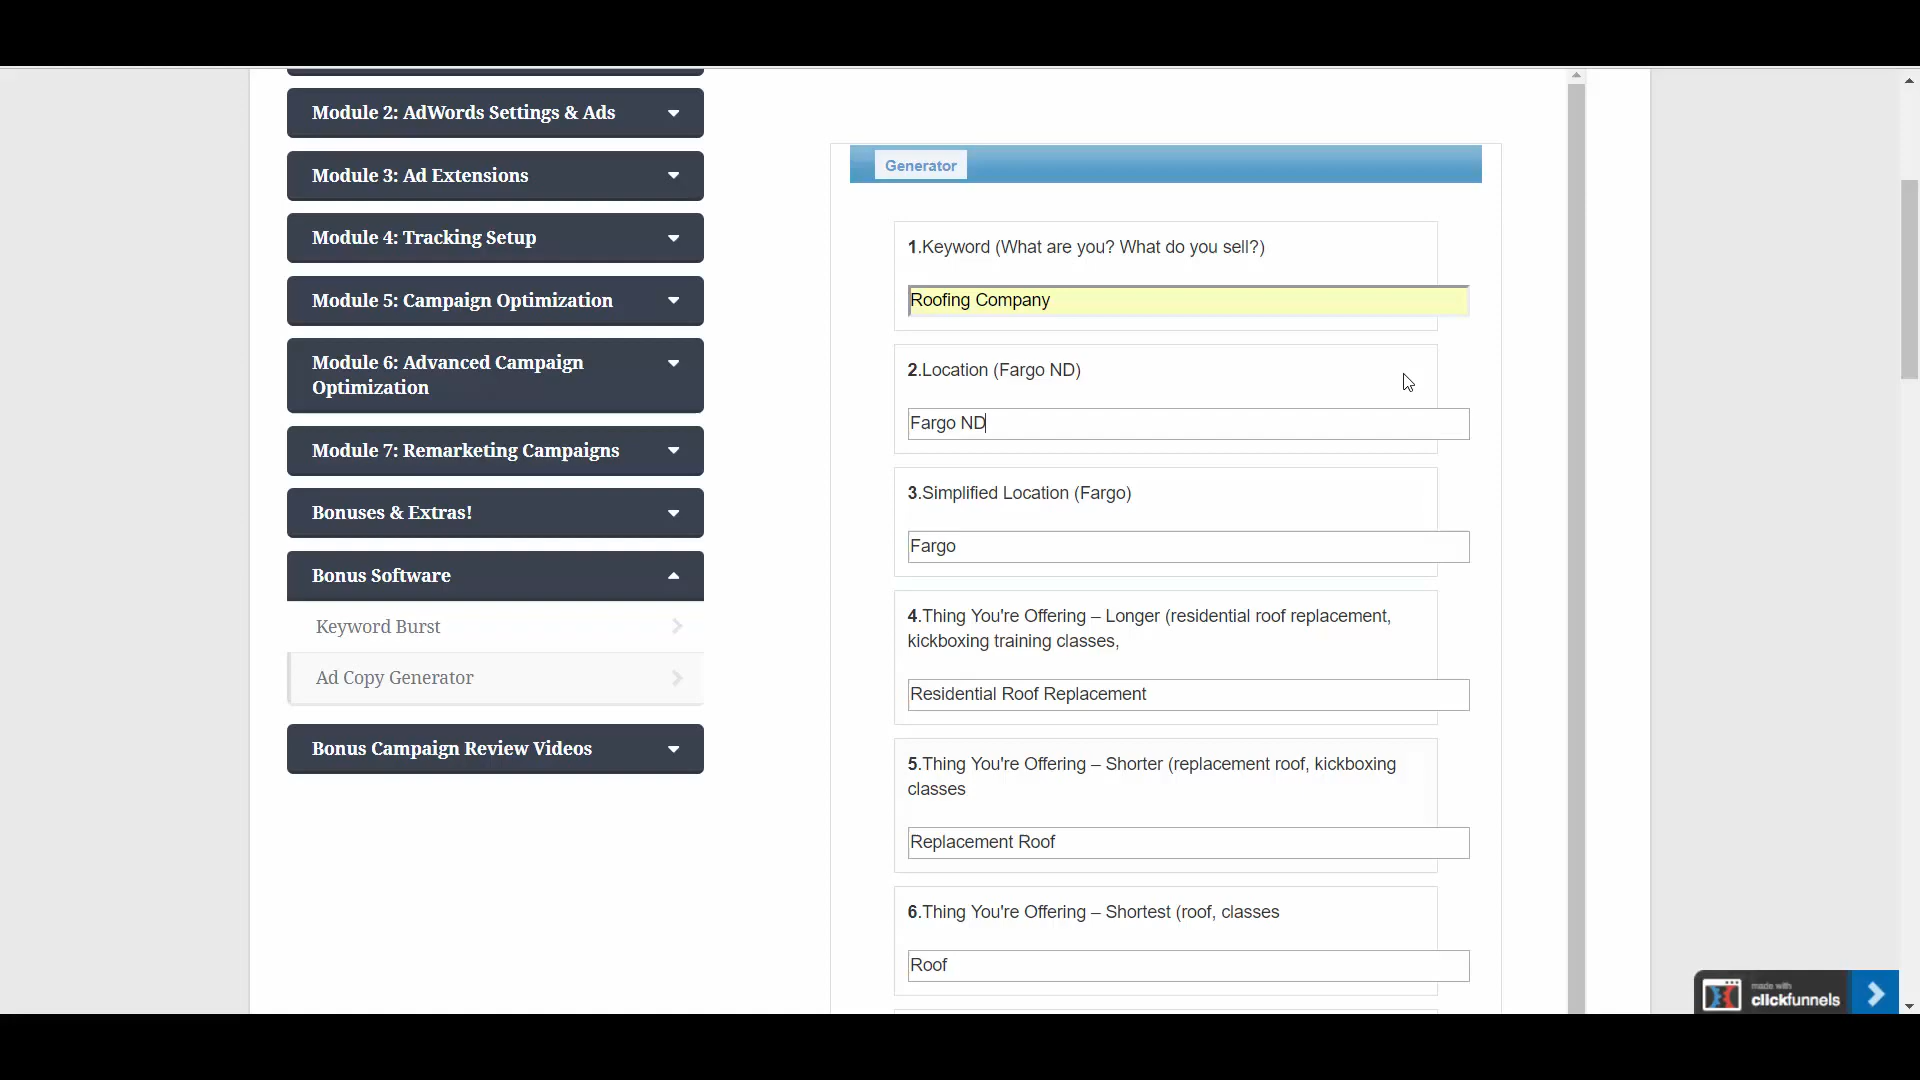 Module 2: AdWords Settings & Ads
Module 3: Ad Extensions
Module 4: Tracking Setup
Module 5: Campaign Optimization
Module 6: Advanced Campaign
Optimization
Module 7: Remarketing Campaigns
Bonuses & Extras!
Bonus Software
Keyword Burst
Ad Copy Generator
Bonus Campaign Review Videos
Generator
1.Keyword (What are you? What do you sell?)
Roofing Company
2.Location (Fargo ND)
Fargo ND
3.Simplified Location (Fargo)
Fargo
4.Thing You're Offering – Longer (residential roof replacement,
kickboxing training classes,
Residential Roof Replacement
5.Thing You're Offering – Shorter (replacement roof, kickboxing
classes
Replacement Roof
6.Thing You're Offering – Shortest (roof, classes
Roof
made with
clickfunnels